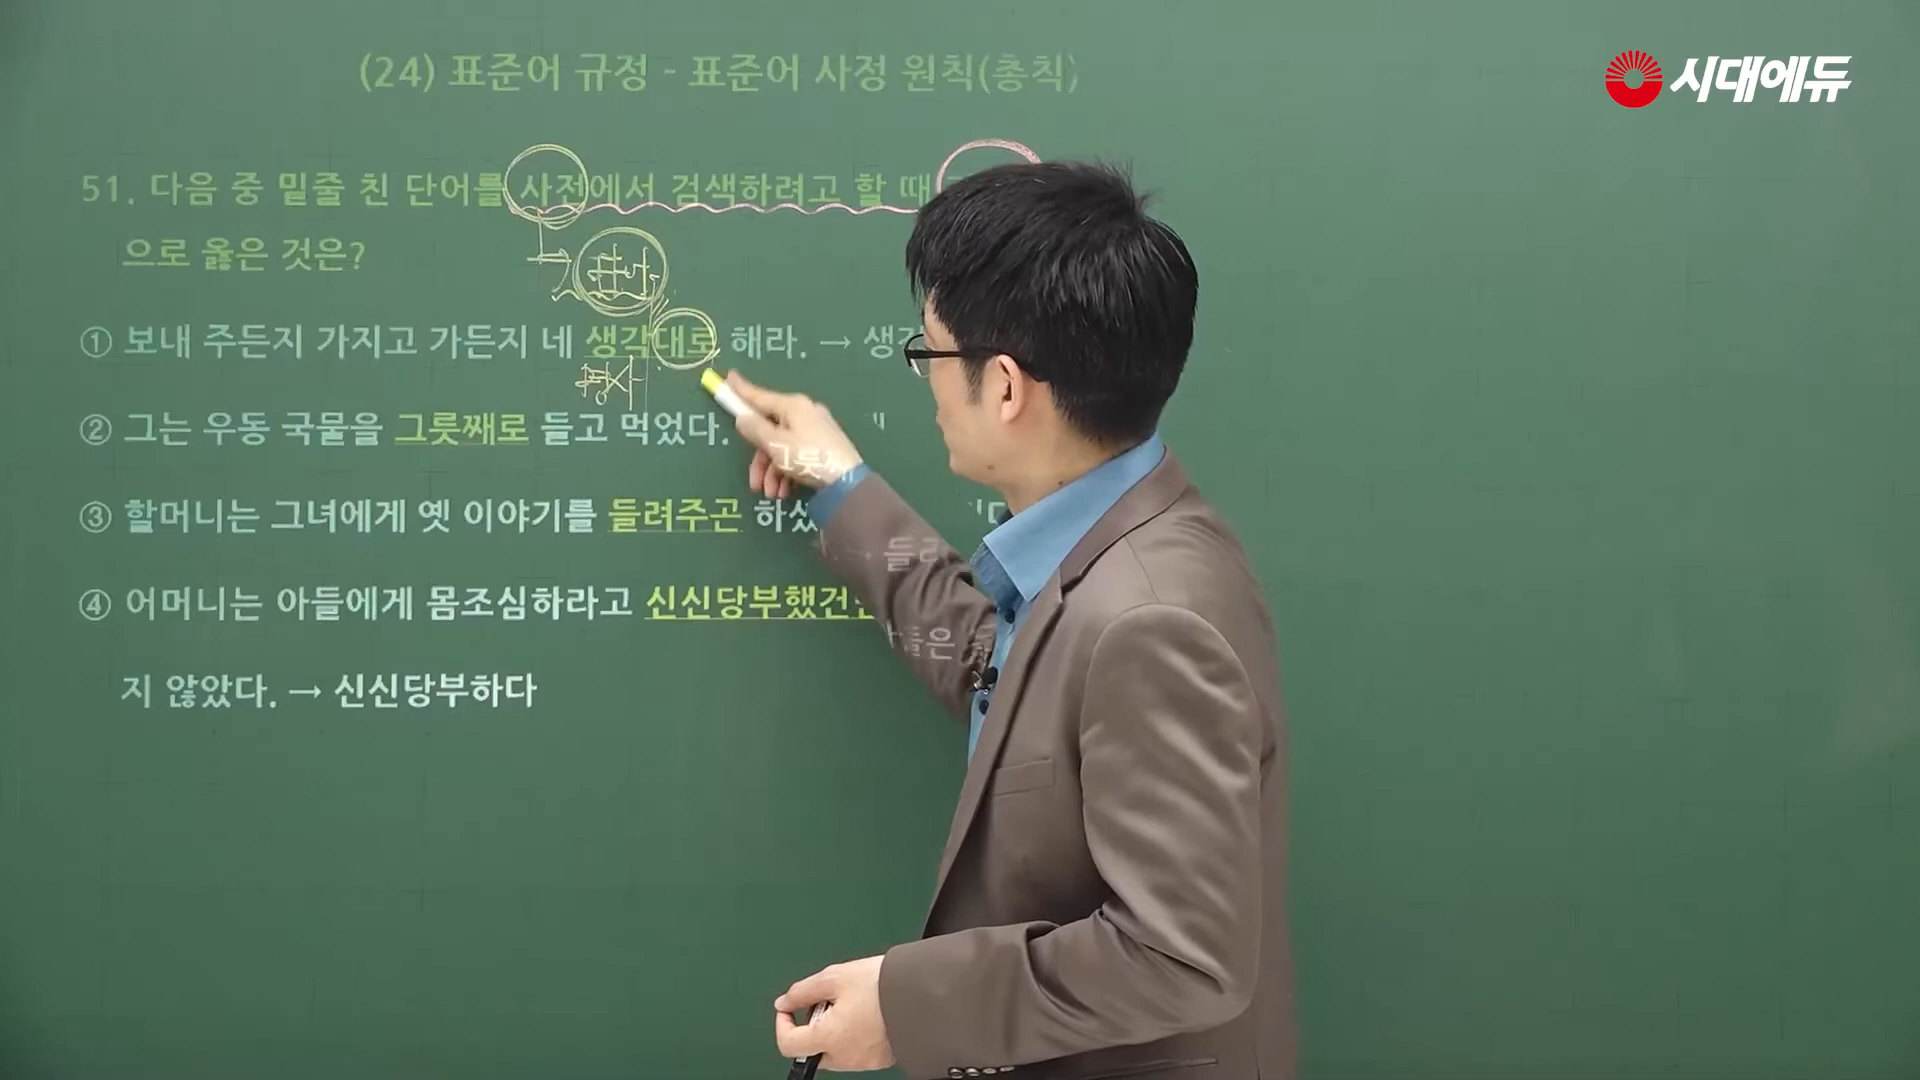 (24) 표준어 규정 - 표준어 사정 원칙(총칙)
시대에듀
51. 다음 중 밑줄 친 단어를 사전에서 검색하려고 할 때
으로 옳은 것은?
① 보내 주든지 가지고 가든지 네 생각대로 해라. → 생각
② 그는 우동 국물을 그릇째로 들고 먹었다.
③ 할머니는 그녀에게 옛 이야기를 들려주곤 하셨
④ 어머니는 아들에게 몸조심하라고 신신당부했건
지 않았다. → 신신당부하다